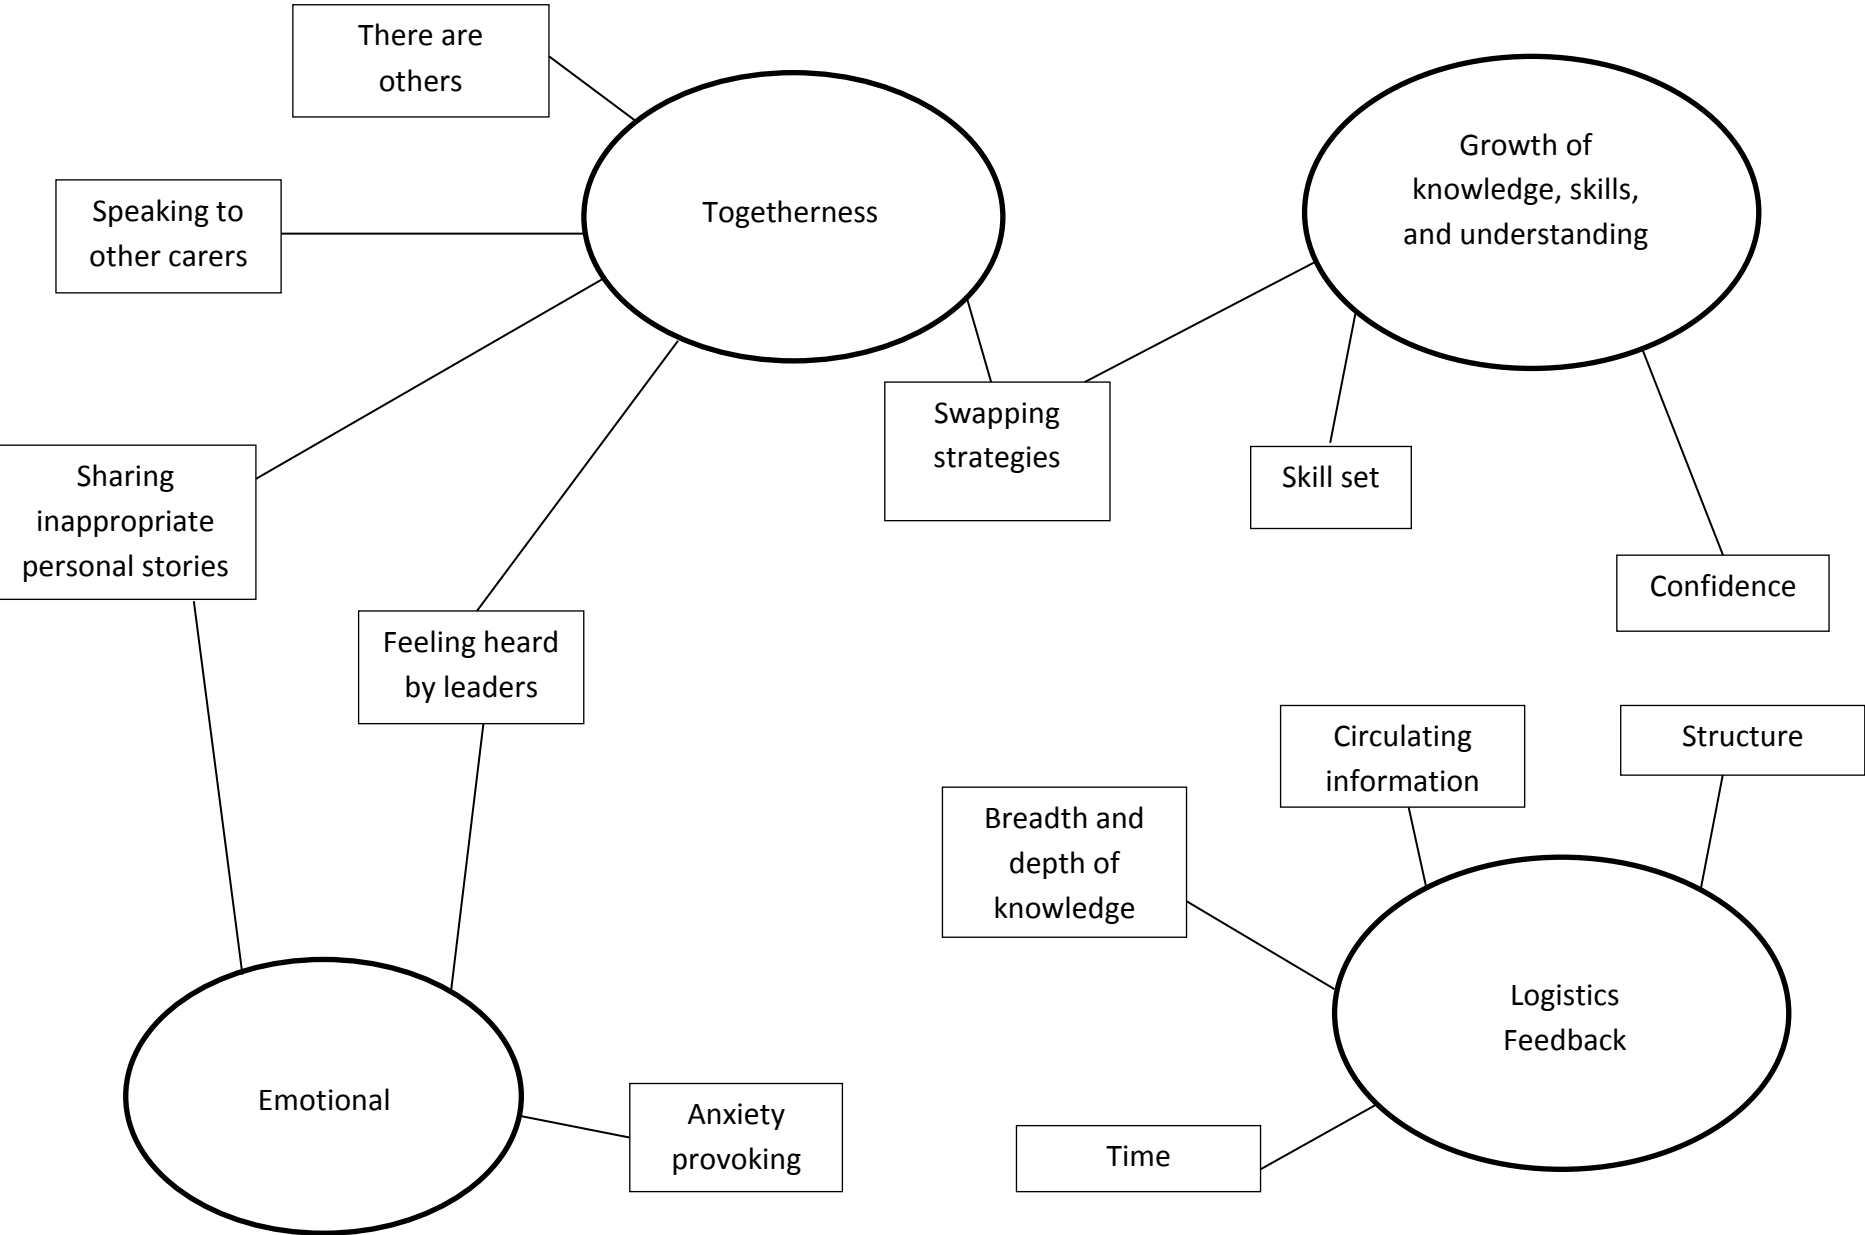 There are
others
Togetherness
Growth of
knowledge, skills,
and understanding
Speaking to
other carers
Swapping
strategies
Sharing
inappropriate
personal stories
Skill set
Confidence
Feeling heard
by leaders
Circulating
information
Structure
Breadth and
depth of
knowledge
Logistics
Feedback
Emotional
Anxiety
provoking
Time